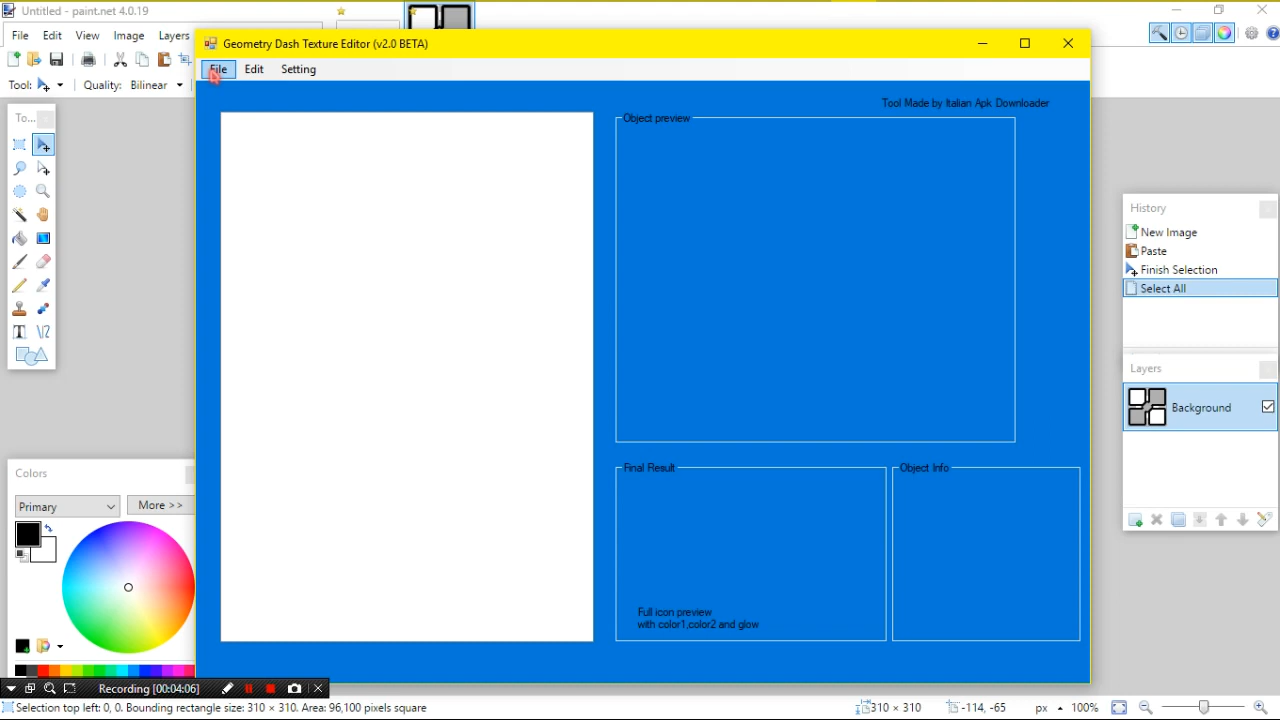 Untitled - paint.net 4.0.19
File Edit View Image Layers
Tool: Quality: Bilinear
To...
Geometry Dash Texture Editor (v2.0 BETA)
File Edit Setting
Tool Made by Italian Apk Downloader
Object preview
Final Result
Object Info
Full icon preview
with color1,color2 and glow
History
New Image
Paste
Finish Selection
Select All
Layers
Background
Colors
Primary
More >>
Recording [00:04:06]
Selection top left: 0, 0. Bounding rectangle size: 310 × 310. Area: 96,100 pixels square
310 × 310
-114, -65
px
100%